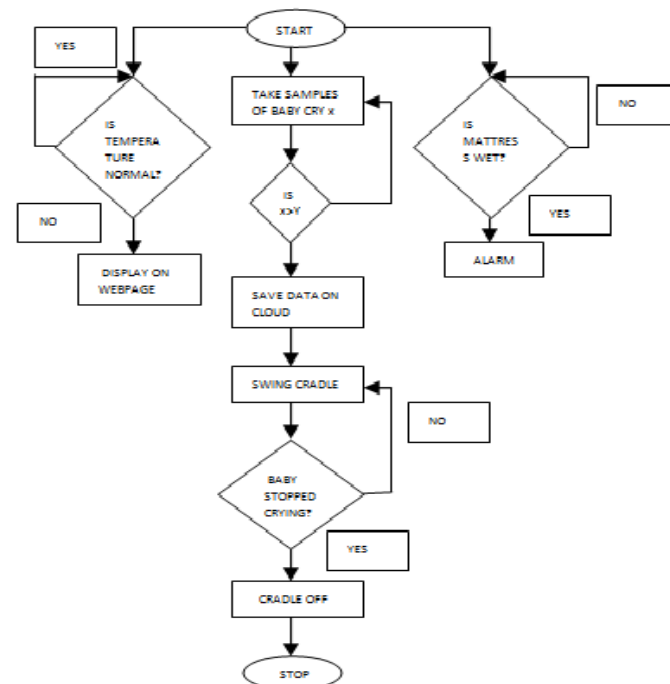 START
YES
TAKE SAMPLES
OF BABY CRY x
NO
IS
TEMPERA
TURE
NORMAL?
IS
MATTRES
S WET?
IS
x>Y
NO
YES
DISPLAY ON
WEBPAGE
ALARM
SAVE DATA ON
CLOUD
SWING CRADLE
NO
BABY
STOPPED
CRYING?
YES
CRADLE OFF
STOP